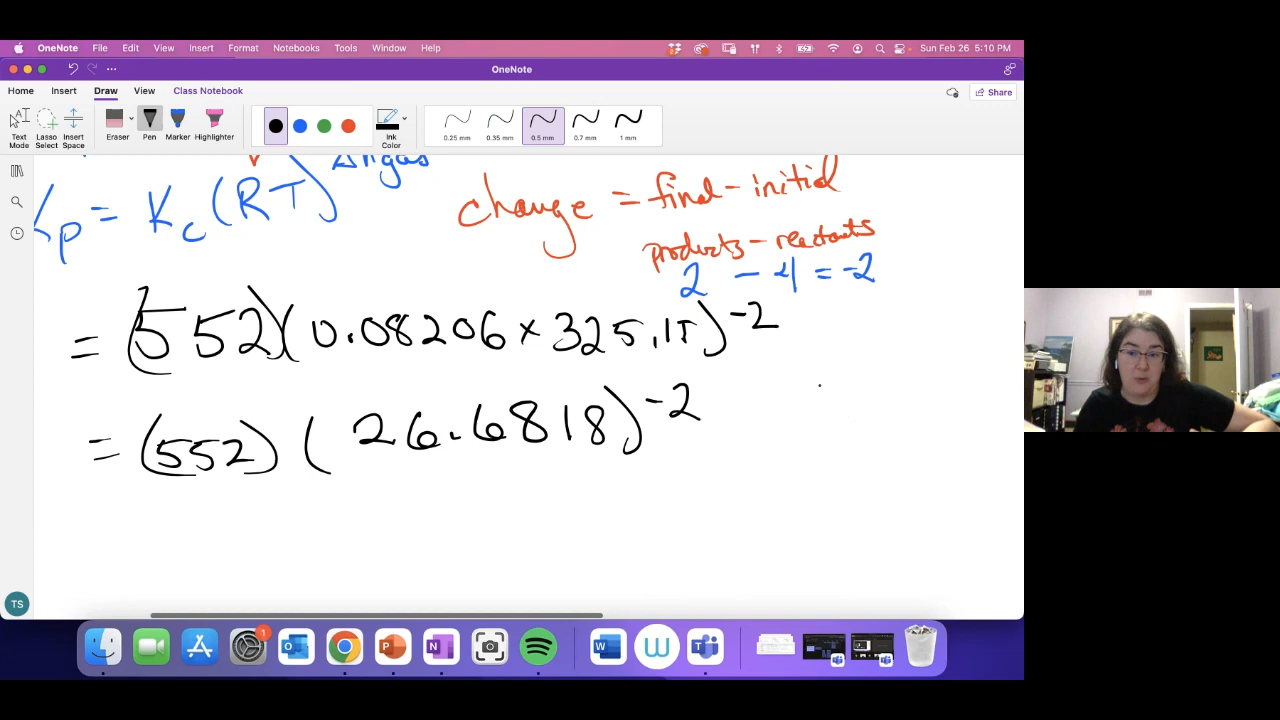 OneNote File Edit View Insert Format Notebooks Tools Window Help Sun Feb 26 5:10 PM
OneNote
Home Insert Draw View Class Notebook Share
Text Mode Lasso Select Insert Space Eraser Pen Marker Highlighter Ink Color 0.25 mm 0.35 mm 0.5 mm 0.7 mm 1 mm
Δngas
Kp = Kc (RT)
change = final - initial
products - reactants
2 - 4 = -2
= (552)(0.08206 × 325.15)^-2
= (552) (26.6818)^-2
TS
1
W